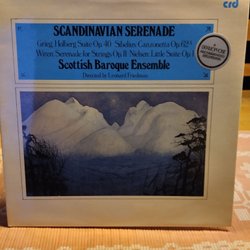 crd
SCANDINAVIAN SERENADE
Grieg: Holberg Suite Op. 40 Sibelius: Canzonetta Op. 62a
Wiren: Serenade for Strings Op. 11 Nielsen: Little Suite Op. 1
Scottish Baroque Ensemble
Directed by Leonard Friedman